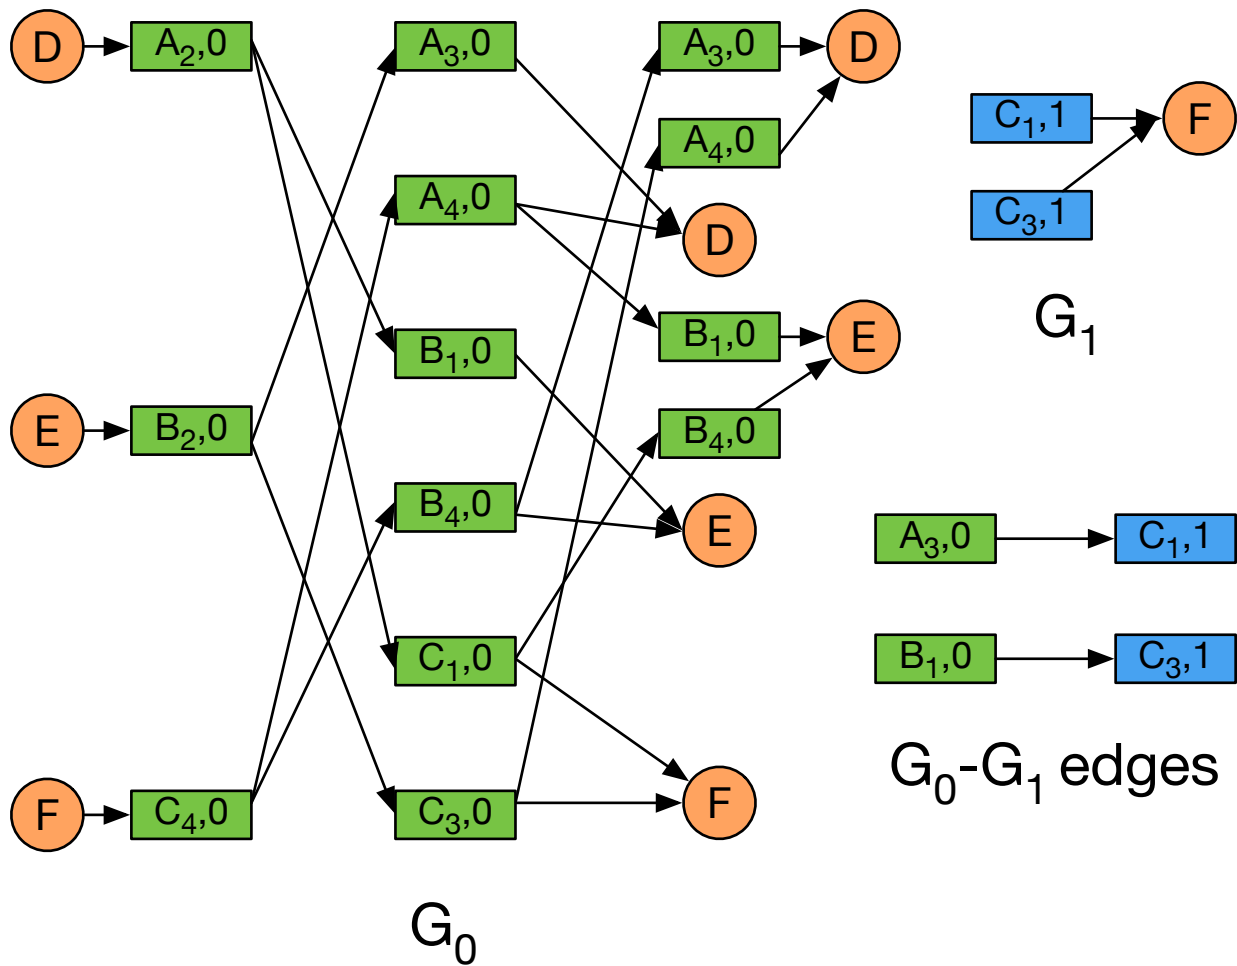 D
A₂,0
A₃,0
A₃,0
D
A₄,0
A₄,0
D
B₁,0
B₁,0
E
E
B₂,0
B₄,0
B₄,0
E
C₁,0
F
C₄,0
C₃,0
F
G₀
C₁,1
F
C₃,1
G₁
A₃,0
C₁,1
B₁,0
C₃,1
G₀-G₁ edges